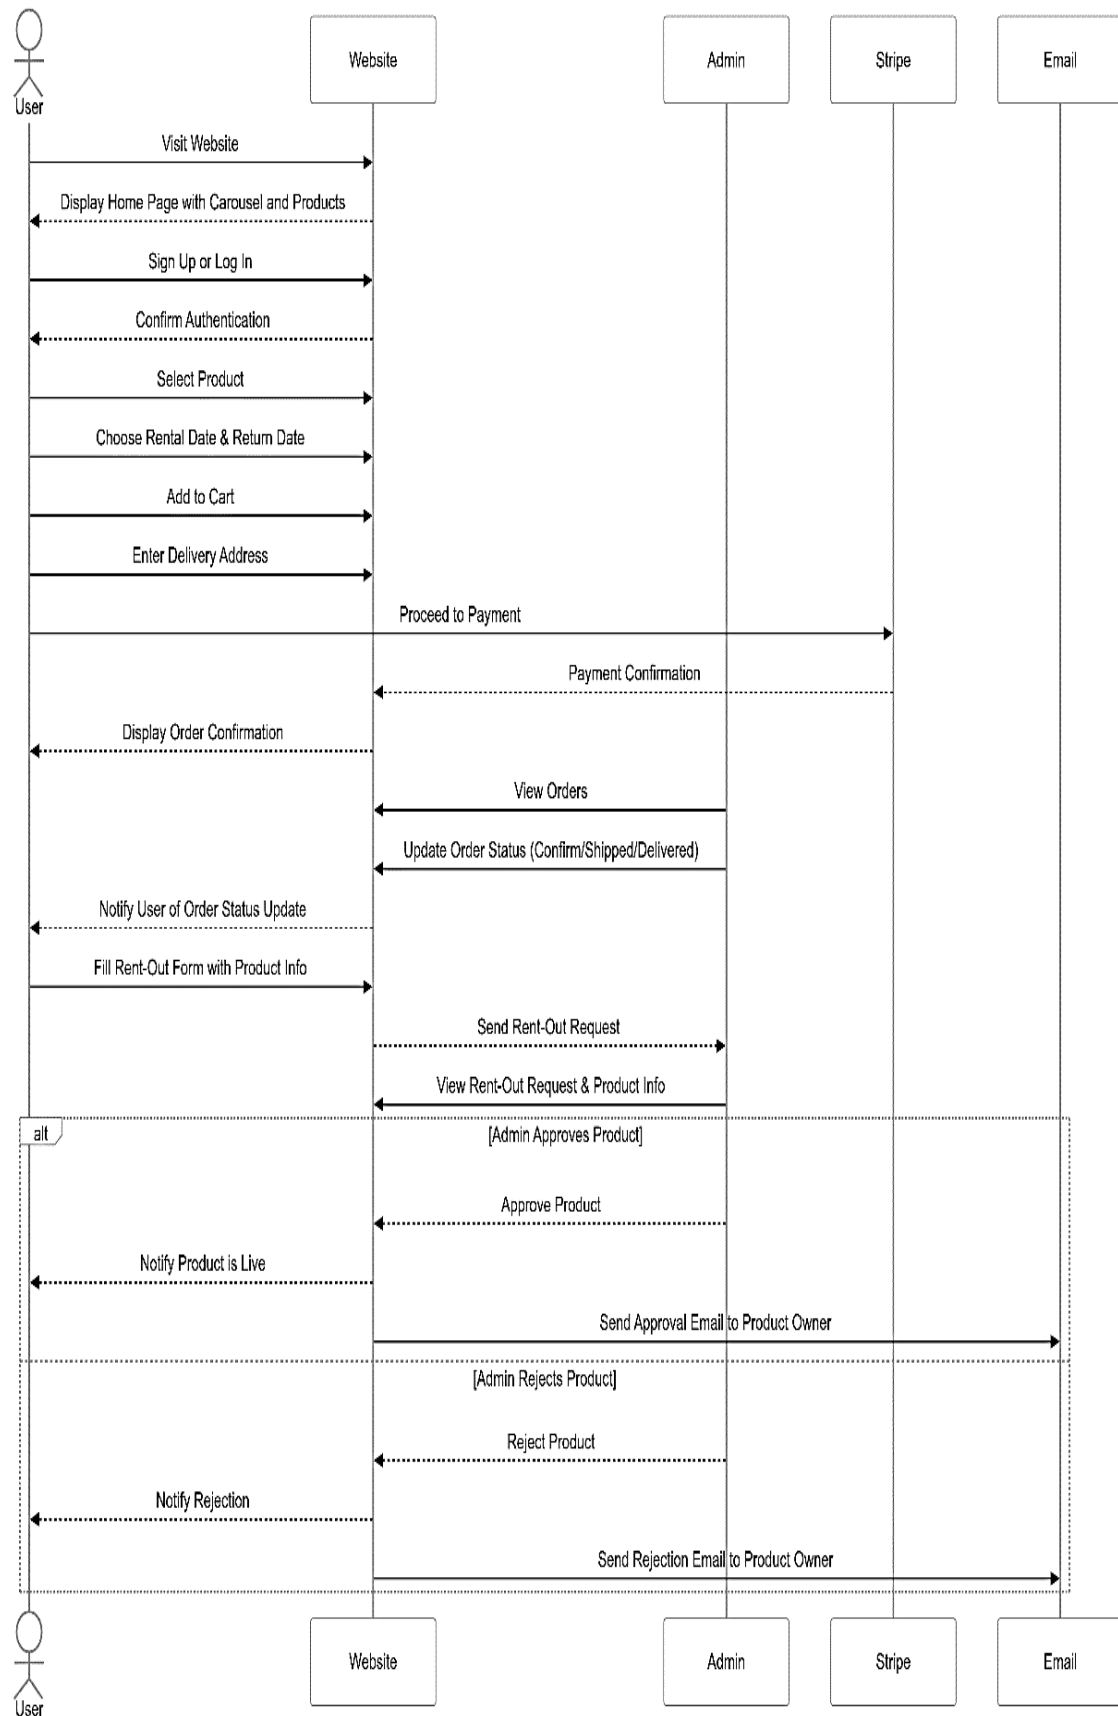 User
Website
Admin
Stripe
Email
Visit Website
Display Home Page with Carousel and Products
Sign Up or Log In
Confirm Authentication
Select Product
Choose Rental Date & Return Date
Add to Cart
Enter Delivery Address
Proceed to Payment
Payment Confirmation
Display Order Confirmation
View Orders
Update Order Status (Confirm/Shipped/Delivered)
Notify User of Order Status Update
Fill Rent-Out Form with Product Info
Send Rent-Out Request
View Rent-Out Request & Product Info
alt
[Admin Approves Product]
Approve Product
Notify Product is Live
Send Approval Email to Product Owner
[Admin Rejects Product]
Reject Product
Notify Rejection
Send Rejection Email to Product Owner
User
Website
Admin
Stripe
Email